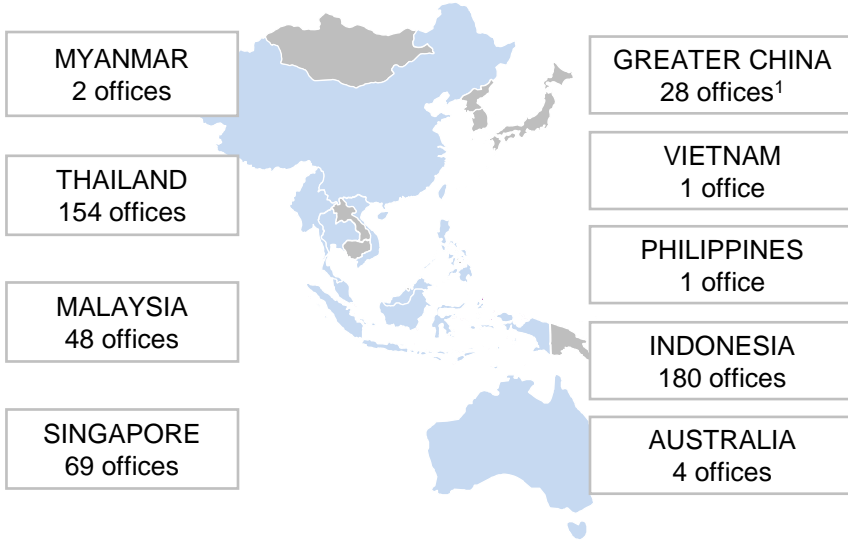 MYANMAR
2 offices
THAILAND
154 offices
MALAYSIA
48 offices
SINGAPORE
69 offices
GREATER CHINA
28 offices¹
VIETNAM
1 office
PHILIPPINES
1 office
INDONESIA
180 offices
AUSTRALIA
4 offices